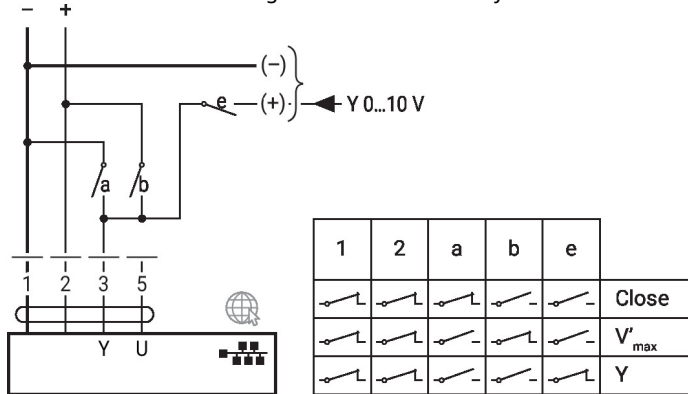 – +
(–)
e (+) Y 0...10 V
a b
1 2 3 5
Y U
1 2 a b e
Close
V'max
Y